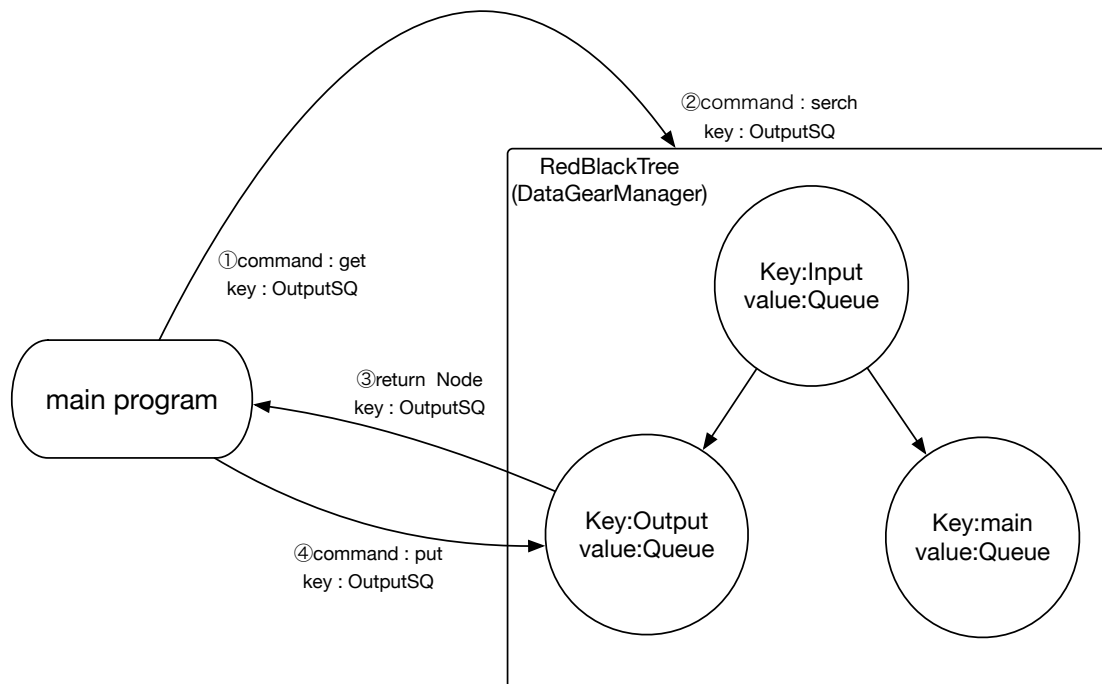 ②command : serch
key : OutputSQ
RedBlackTree
(DataGearManager)
①command : get
key : OutputSQ
Key:Input
value:Queue
main program
③return Node
key : OutputSQ
Key:Output
value:Queue
Key:main
value:Queue
④command : put
key : OutputSQ